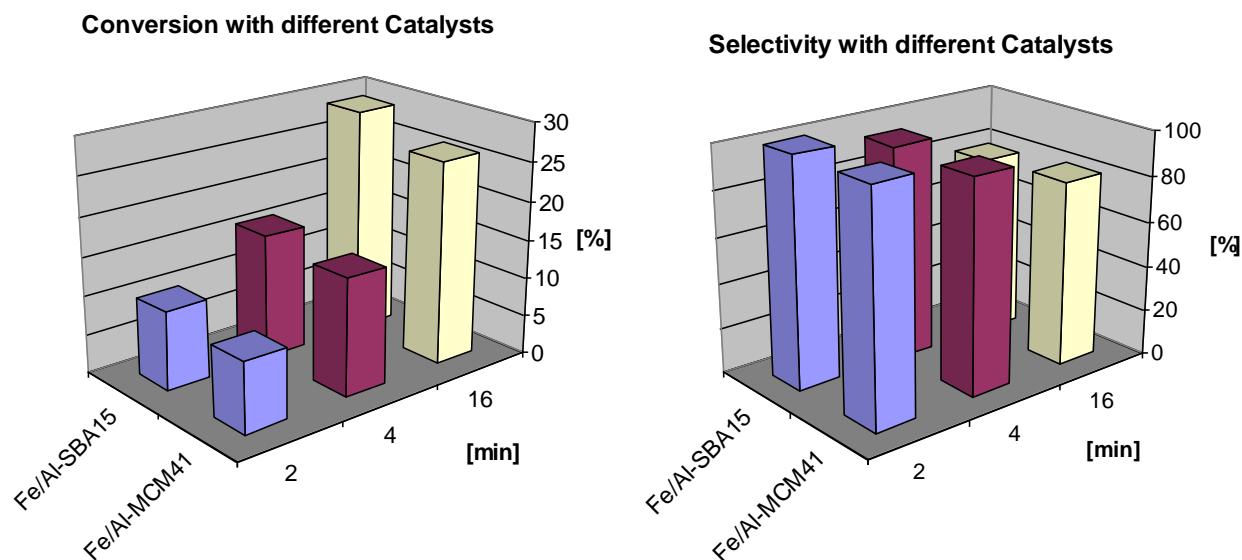 Conversion with different Catalysts
30
25
20
15
10
5
0
[%]
16
4
2
[min]
Fe/Al-SBA15
Fe/Al-MCM41
Selectivity with different Catalysts
100
80
60
40
20
0
[%]
16
4
2
[min]
Fe/Al-SBA15
Fe/Al-MCM41